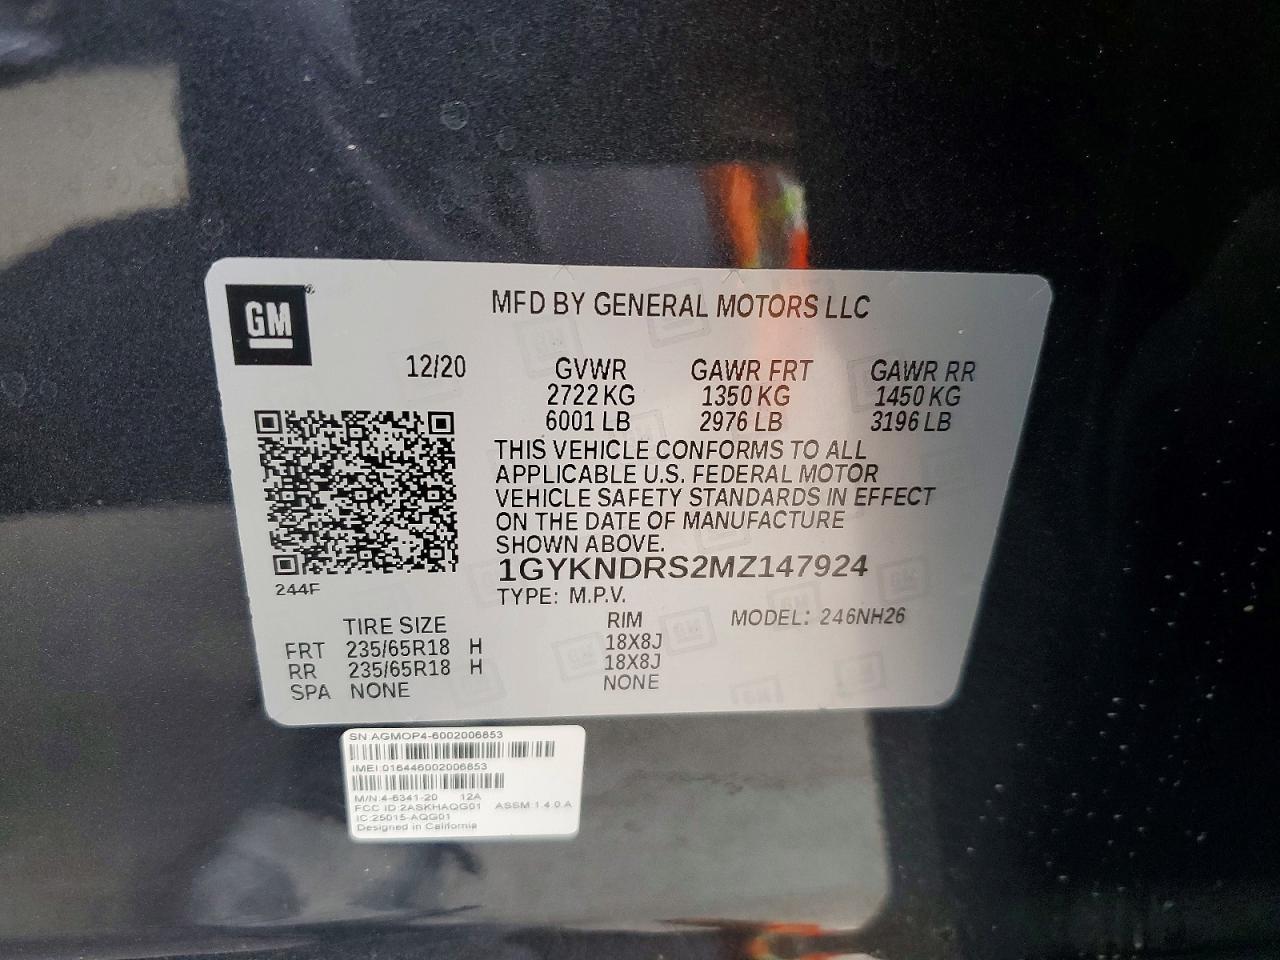 GM
MFD BY GENERAL MOTORS LLC
12/20 GVWR GAWR FRT GAWR RR
2722 KG 1350 KG 1450 KG
6001 LB 2976 LB 3196 LB
THIS VEHICLE CONFORMS TO ALL
APPLICABLE U.S. FEDERAL MOTOR
VEHICLE SAFETY STANDARDS IN EFFECT
ON THE DATE OF MANUFACTURE
SHOWN ABOVE.
1GYKNDRS2MZ147924
244F
TYPE: M.P.V.
TIRE SIZE RIM MODEL: 246NH26
FRT 235/65R18 H 18X8J
RR 235/65R18 H 18X8J
SPA NONE NONE
SN:AGMOP4-6002006853
IMEI:016446002006853
M/N:4-6341-20 12A
FCC ID:2ASKHAQG01 ASSM:1.4.0.A
IC:25015-AQG01
Designed in California